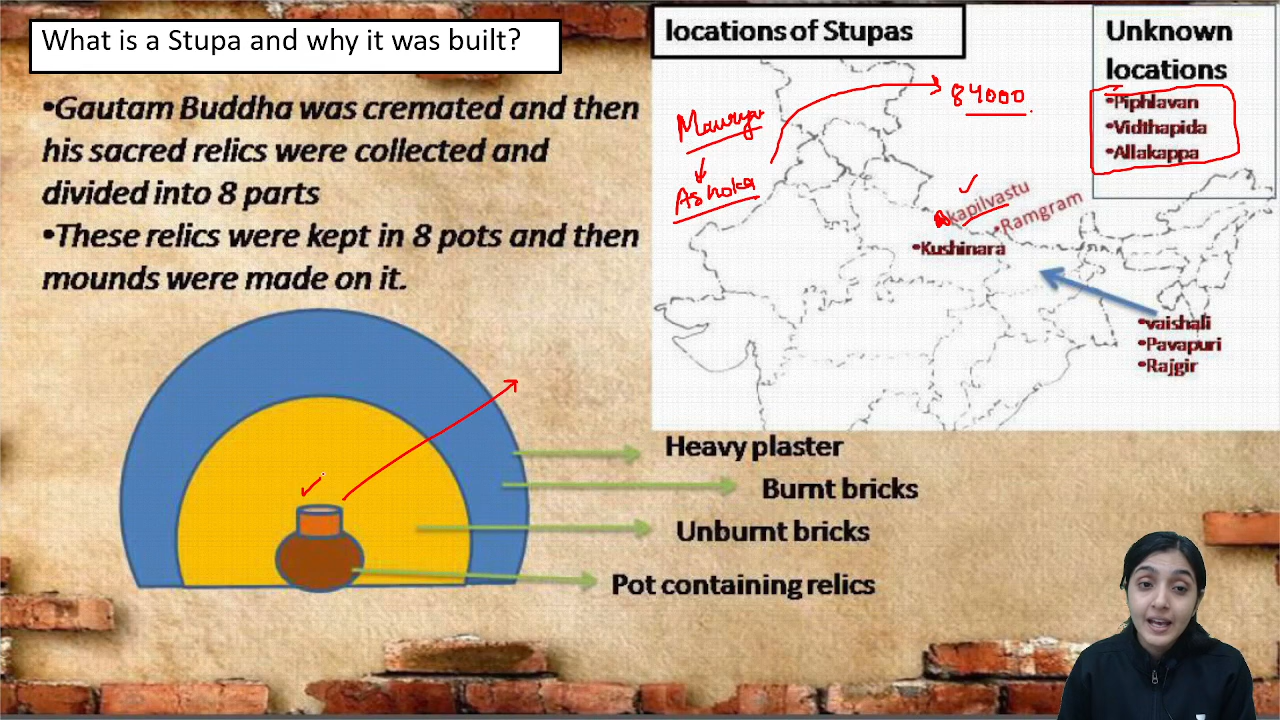 What is a Stupa and why it was built?
•Gautam Buddha was cremated and then
his sacred relics were collected and
divided into 8 parts
•These relics were kept in 8 pots and then
mounds were made on it.
Heavy plaster
Burnt bricks
Unburnt bricks
Pot containing relics
locations of Stupas
Unknown
locations
•Piphlavan
•Vidthapida
•Allakappa
Maurya
Ashoka
84000
kapilvastu
•Ramgram
•Kushinara
•vaishali
•Pavapuri
•Rajgir